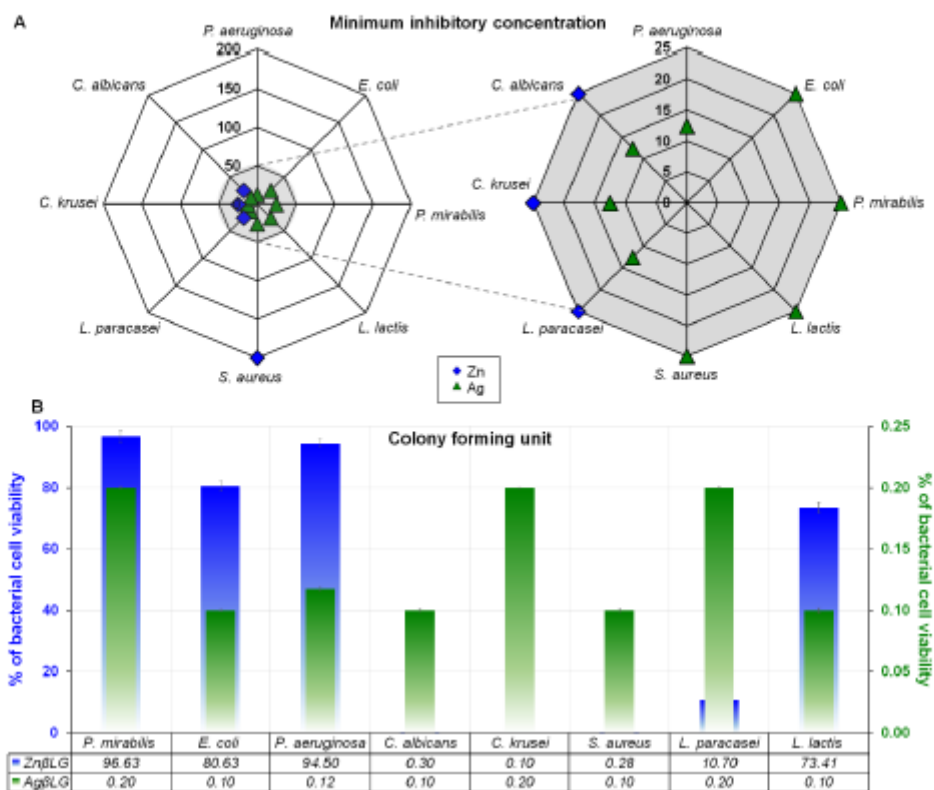 A
Minimum inhibitory concentration
P. aeruginosa
P. aeruginosa
200
150
100
50
0
C. albicans
E. coli
C. krusei
P. mirabilis
L. paracasei
L. lactis
S. aureus
25
20
15
10
5
0
C. albicans
E. coli
C. krusei
P. mirabilis
L. paracasei
L. lactis
S. aureus
Zn
Ag
B
Colony forming unit
% of bacterial cell viability
100
80
60
40
20
0
0.25
0.20
0.15
0.10
0.05
0.00
% of bacterial cell viability
P. mirabilis E. coli P. aeruginosa C. albicans C. krusei S. aureus L. paracasei L. lactis
ZnβLG 96.63 80.63 94.50 0.30 0.10 0.28 10.70 73.41
AgβLG 0.20 0.10 0.12 0.10 0.20 0.10 0.20 0.10